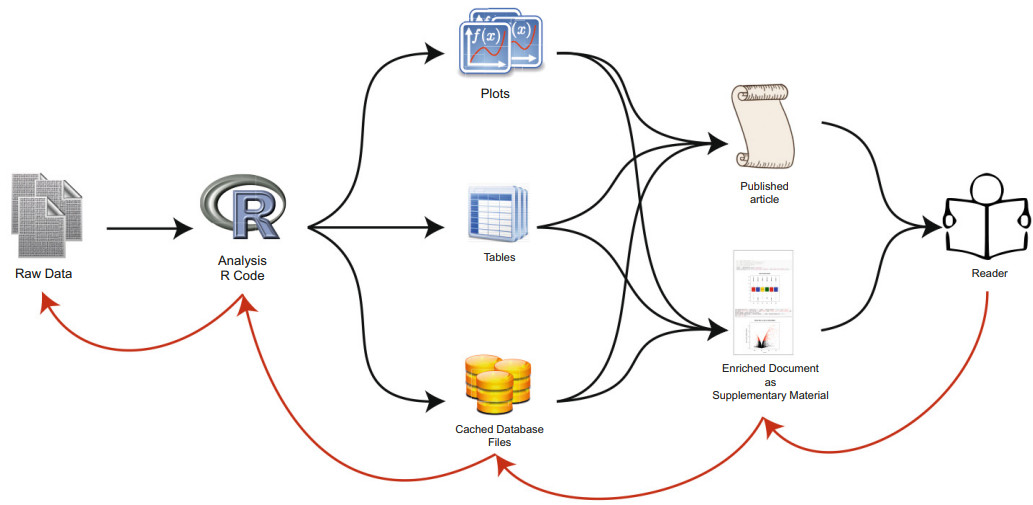 f(x)
(x)
Plots
Published
article
R
Analysis
R Code
Raw Data
Tables
Reader
Enriched Document
as
Supplementary Material
Cached Database
Files